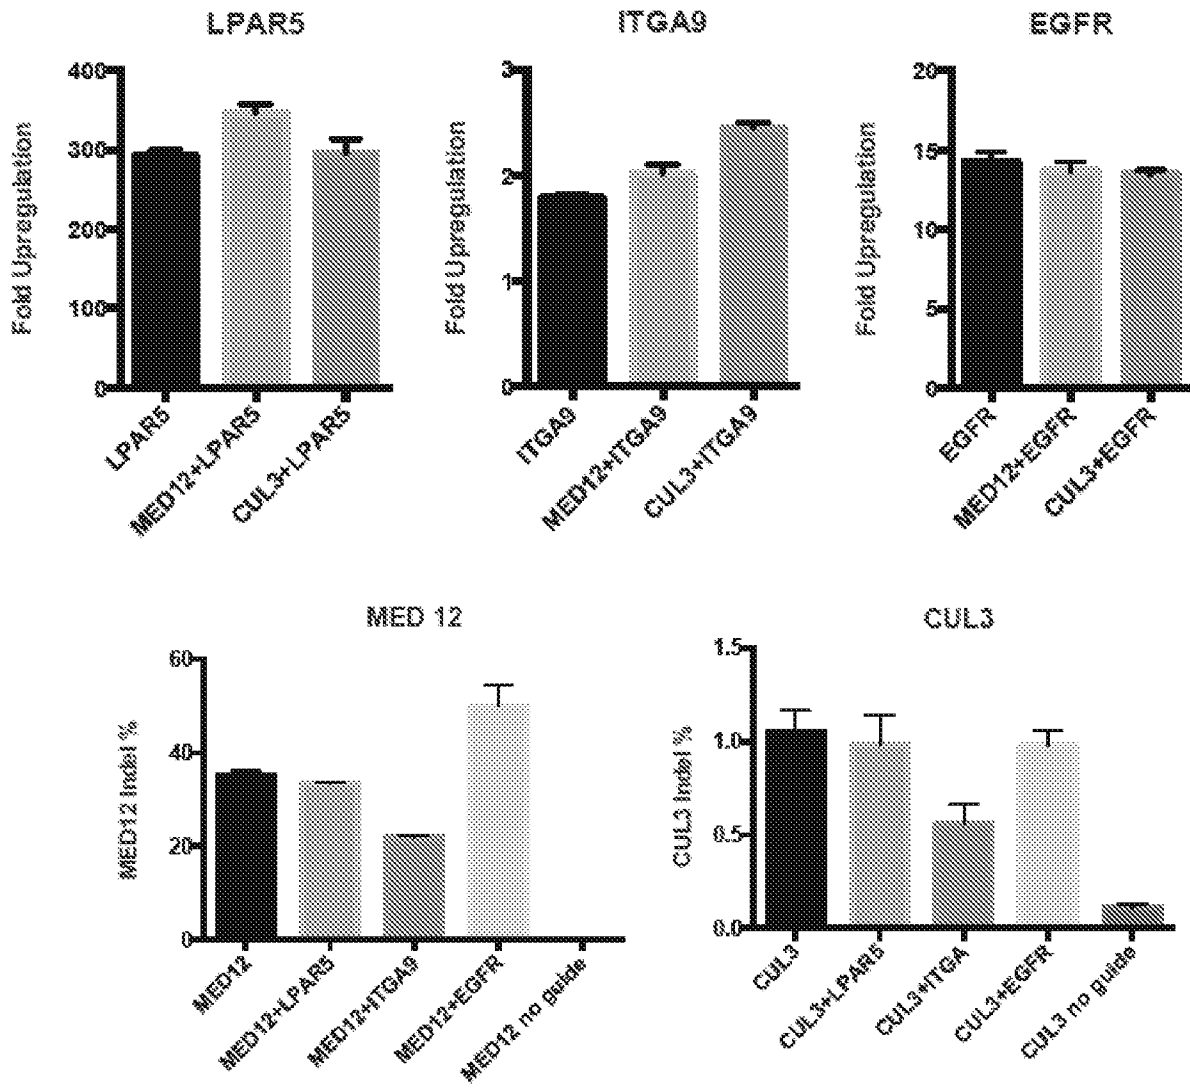 LPAR5
ITGA9
EGFR
Fold Upregulation
400
300
200
100
0
LPAR5
MED12+LPAR5
CUL3+LPAR5
Fold Upregulation
3
2
1
0
ITGA9
MED12+ITGA9
CUL3+ITGA9
Fold Upregulation
20
15
10
5
0
EGFR
MED12+EGFR
CUL3+EGFR
MED 12
MED12 Indel %
60
40
20
0
MED12
MED12+LPAR5
MED12+ITGA9
MED12+EGFR
MED12 no guide
CUL3
CUL3 Indel %
1.5
1.0
0.5
0.0
CUL3
CUL3+LPAR5
CUL3+ITGA
CUL3+EGFR
CUL3 no guide